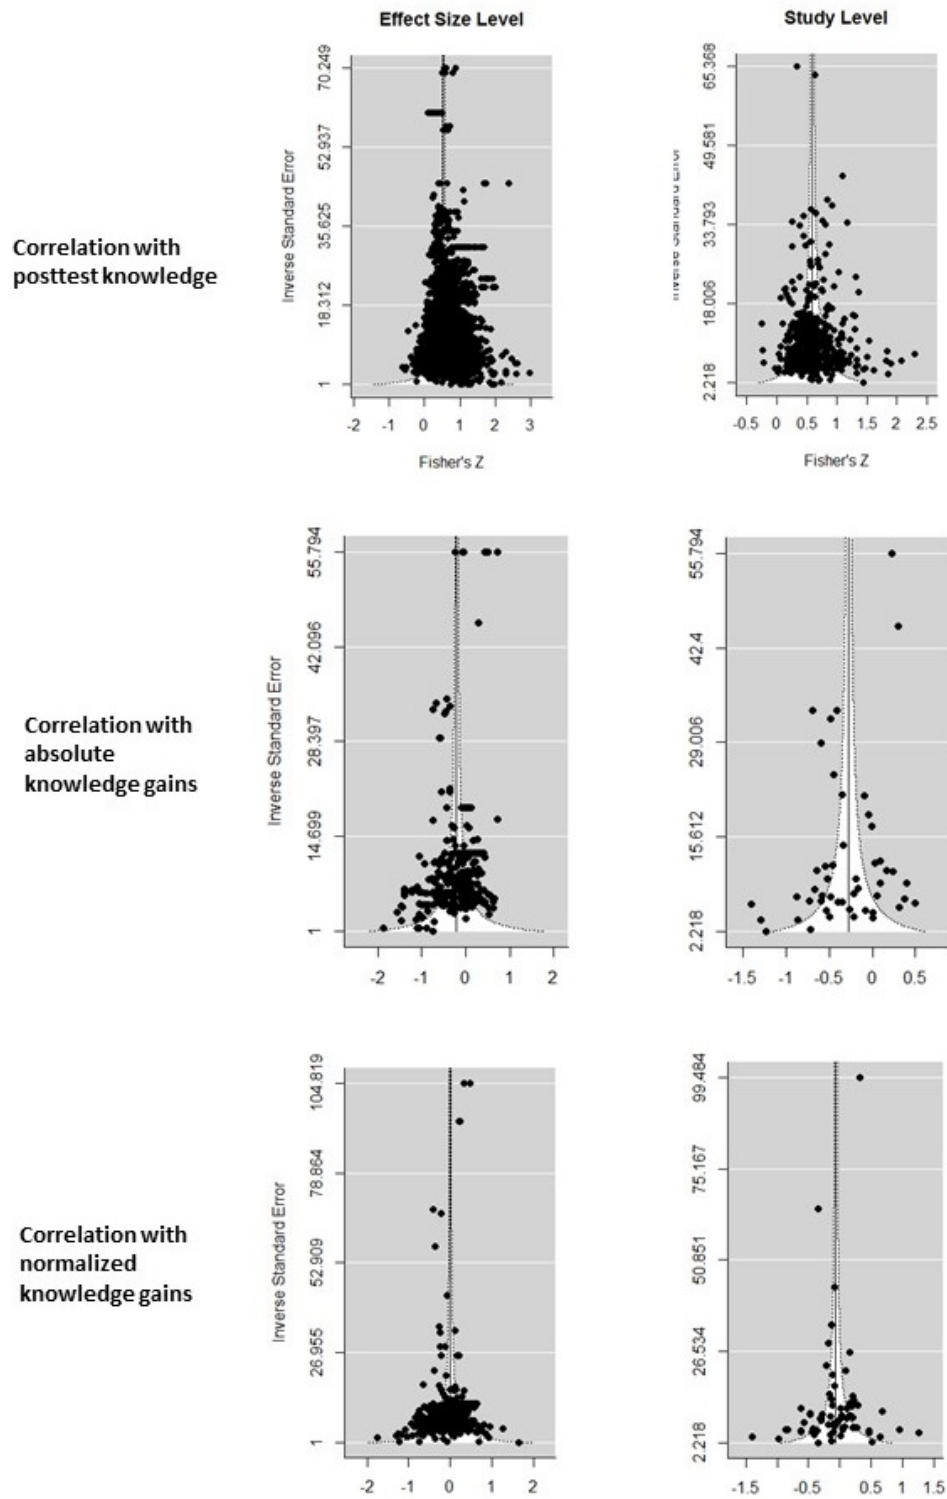 Effect Size Level
Study Level
Correlation with
posttest knowledge
Inverse Standard Error
70.249
52.937
35.625
18.312
1
-2 -1 0 1 2 3
Fisher's Z
Inverse Standard Error
65.368
49.581
33.793
18.006
2.218
-0.5 0 0.5 1 1.5 2 2.5
Fisher's Z
Correlation with
absolute
knowledge gains
Inverse Standard Error
55.794
42.096
28.397
14.699
1
-2 -1 0 1 2
55.794
42.4
29.006
15.612
2.218
-1.5 -1 -0.5 0 0.5
Correlation with
normalized
knowledge gains
Inverse Standard Error
104.819
78.864
52.909
26.955
1
-2 -1 0 1 2
99.484
75.167
50.851
26.534
2.218
-1.5 -0.5 0 0.5 1 1.5